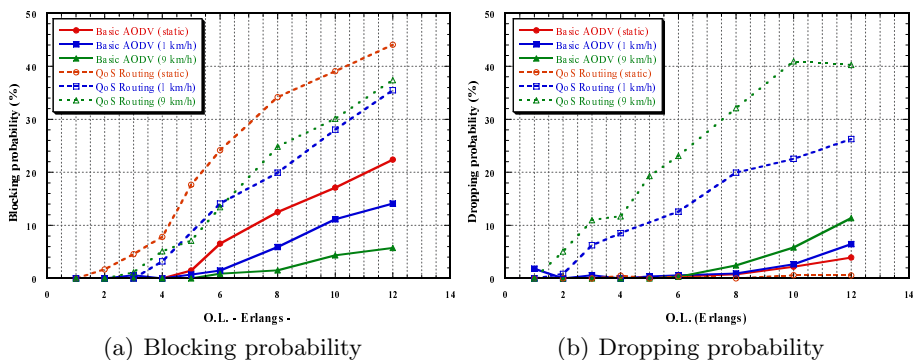 50
40
30
20
10
0
Blocking probability (%)
Basic AODV (static)
Basic AODV (1 km/h)
Basic AODV (9 km/h)
QoS Routing (static)
QoS Routing (1 km/h)
QoS Routing (9 km/h)
0 2 4 6 8 10 12 14
O.L. - Erlangs -
(a) Blocking probability
50
40
30
20
10
0
Dropping probability (%)
Basic AODV (static)
Basic AODV (1 km/h)
Basic AODV (9 km/h)
QoS Routiing (static)
QoS Routing (1 km/h)
QoS Routing (9 km/h)
0 2 4 6 8 10 12 14
O.L. (Erlangs)
(b) Dropping probability